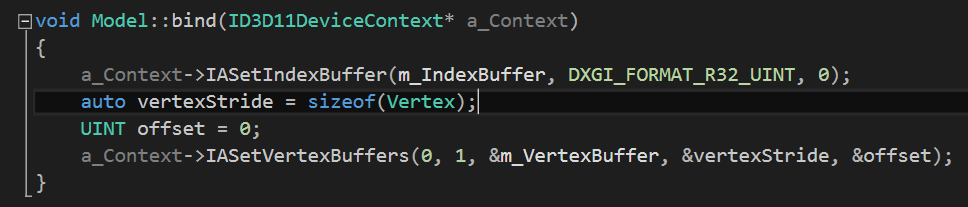 void Model::bind(ID3D11DeviceContext* a_Context)
{
    a_Context->IASetIndexBuffer(m_IndexBuffer, DXGI_FORMAT_R32_UINT, 0);
    auto vertexStride = sizeof(Vertex);
    UINT offset = 0;
    a_Context->IASetVertexBuffers(0, 1, &m_VertexBuffer, &vertexStride, &offset);
}